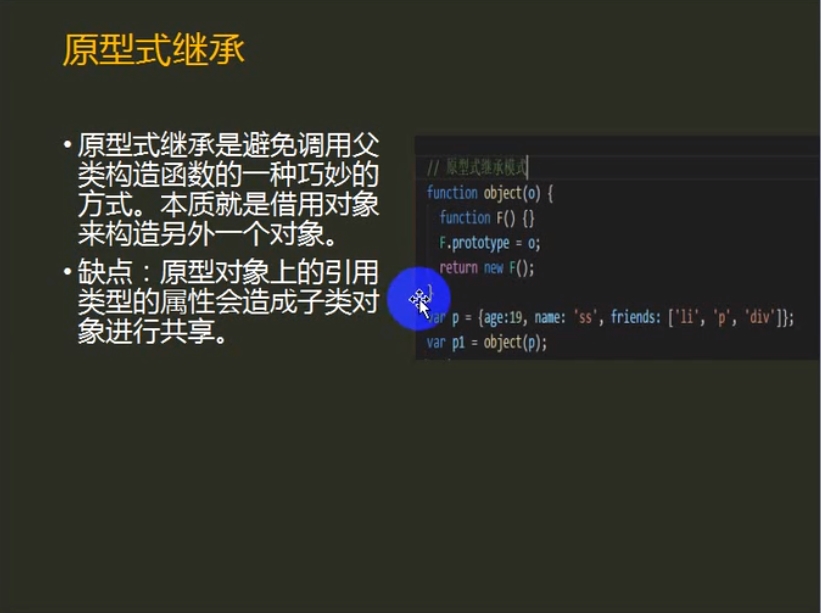 原型式继承
• 原型式继承是避免调用父
类构造函数的一种巧妙的
方式。本质就是借用对象
来构造另外一个对象。
• 缺点：原型对象上的引用
类型的属性会造成子类对
象进行共享。
// 原型式继承模式
function object(o) {
function F() {}
F.prototype = o;
return new F();
}
var p = {age:19, name: 'ss', friends: ['li', 'p', 'div']};
var p1 = object(p);